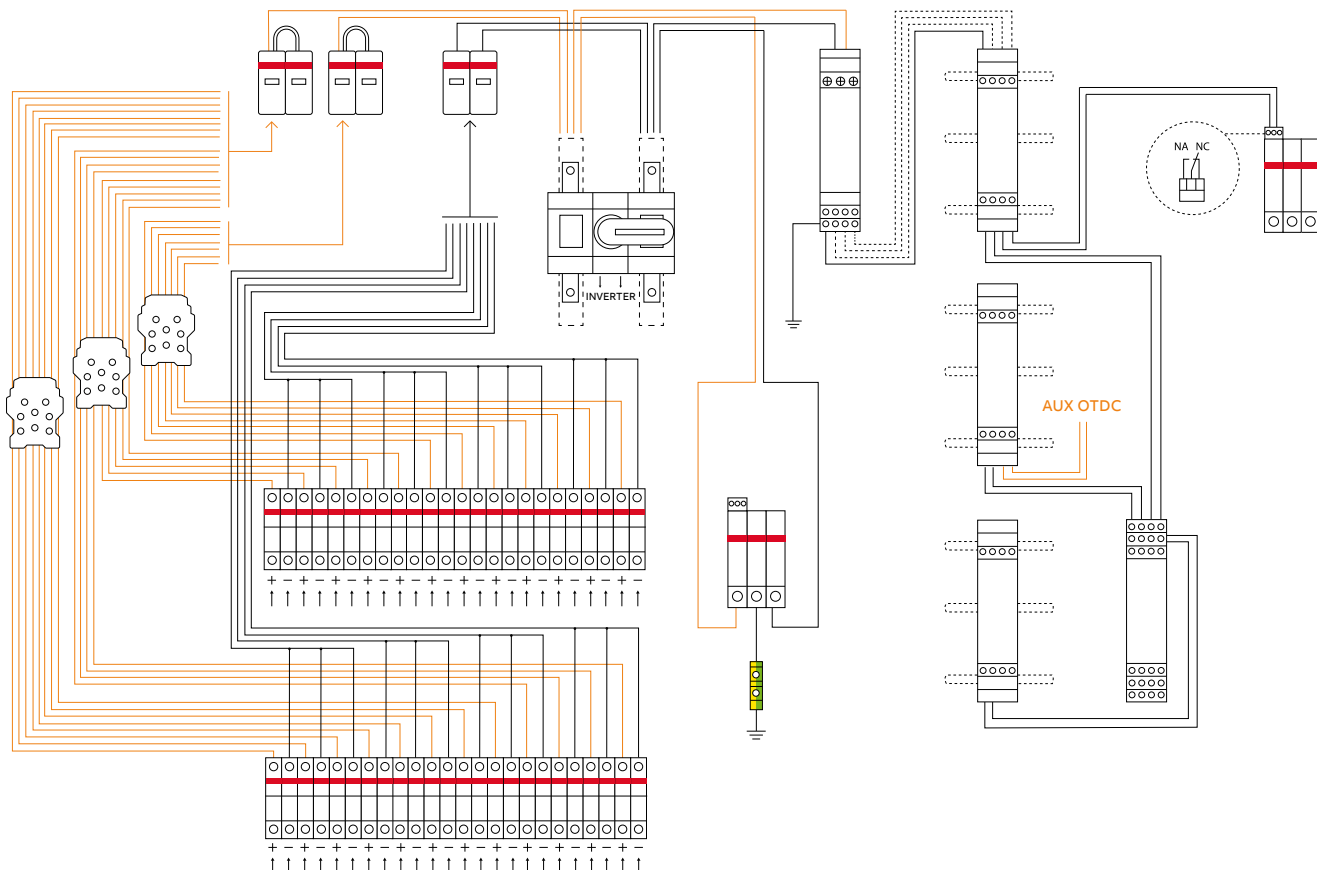 NA NC
INVERTER
AUX OTDC
+ − + − + − + − + − + − + − + − + − + − + − + −
+ − + − + − + − + − + − + − + − + − + − + − + −